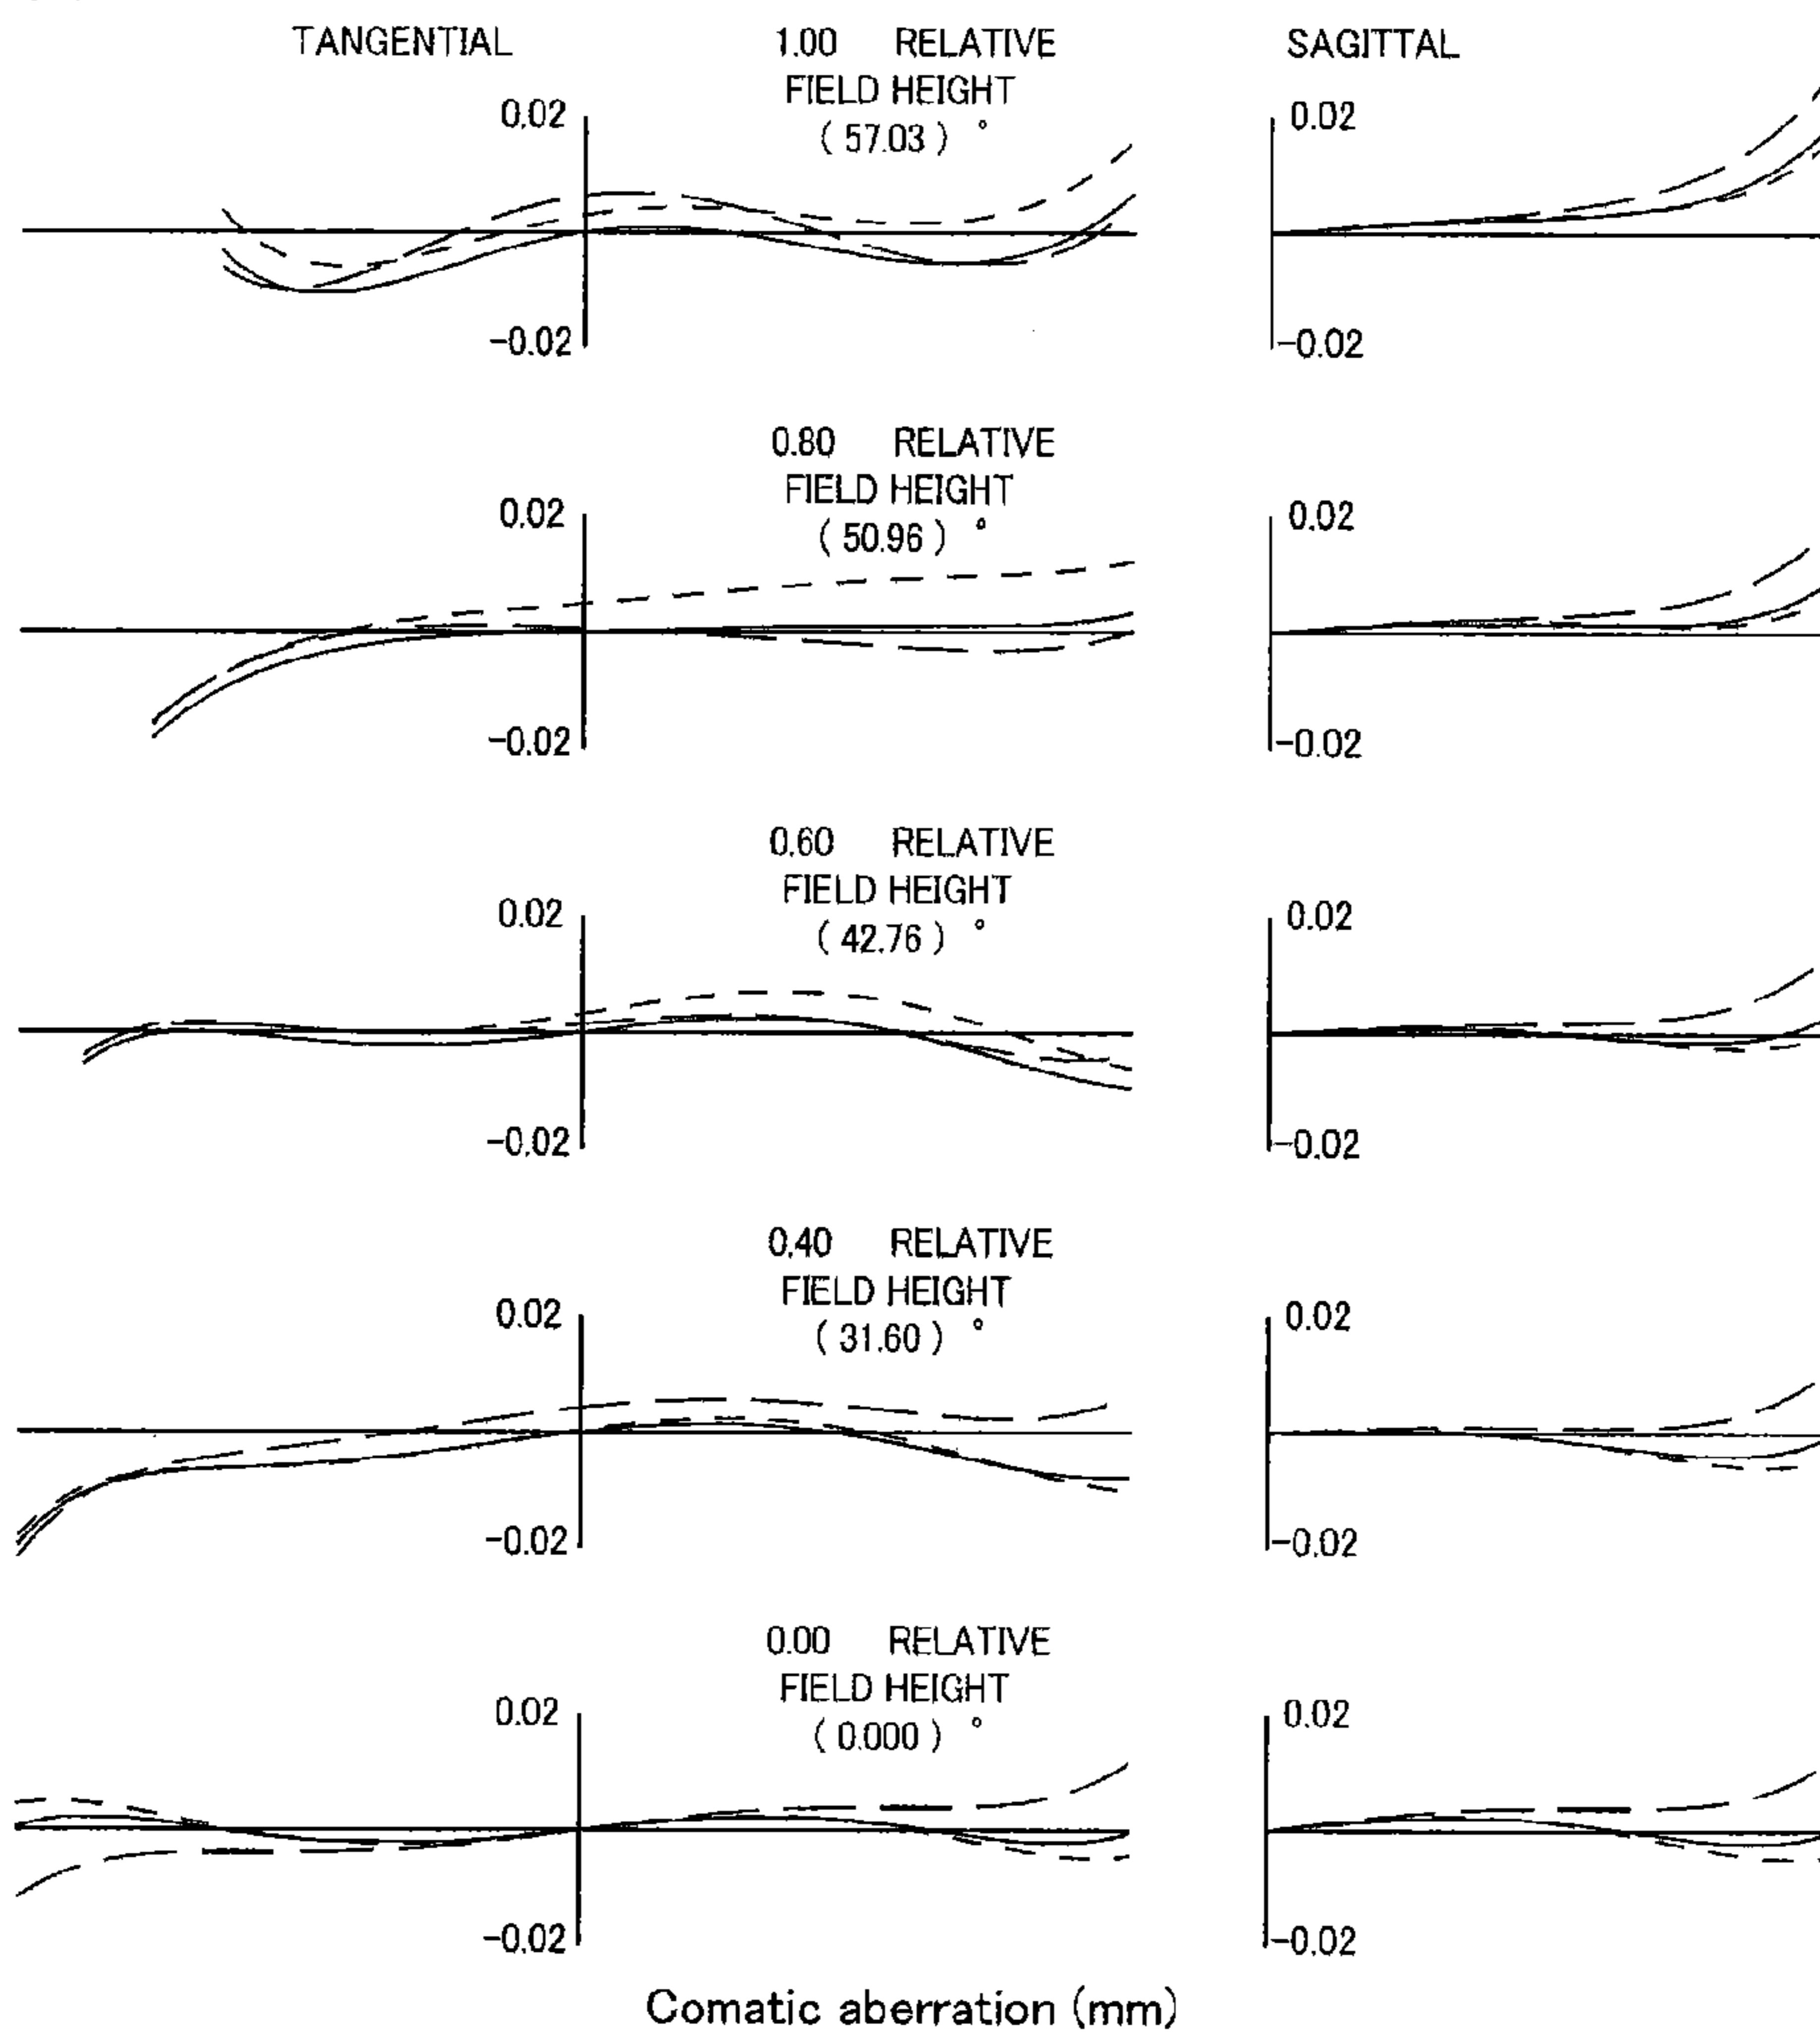 TANGENTIAL
1.00 RELATIVE
FIELD HEIGHT
( 57.03 ) °
SAGITTAL
0.02
-0.02
0.02
-0.02
0.80 RELATIVE
FIELD HEIGHT
( 50.96 ) °
0.02
-0.02
0.02
-0.02
0.60 RELATIVE
FIELD HEIGHT
( 42.76 ) °
0.02
-0.02
0.02
-0.02
0.40 RELATIVE
FIELD HEIGHT
( 31.60 ) °
0.02
-0.02
0.02
-0.02
0.00 RELATIVE
FIELD HEIGHT
( 0.000 ) °
0.02
-0.02
0.02
-0.02
Comatic aberration (mm)